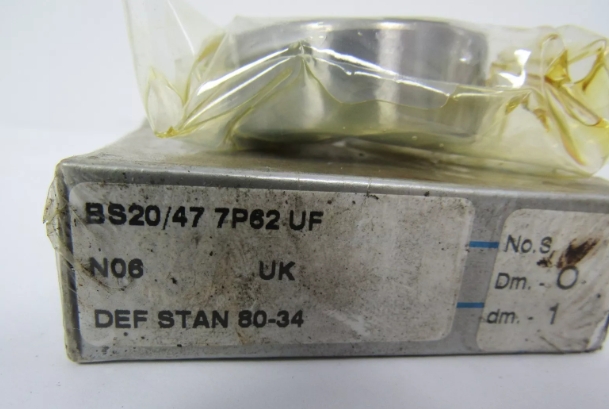 BS20/47 7P62 UF
N06 UK
DEF STAN 80-34
No.S
Dm. - 0
dm. - 1